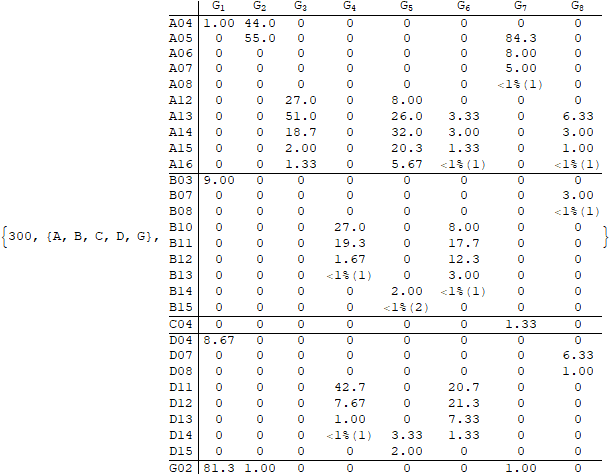 G1 G2 G3 G4 G5 G6 G7 G8
A04 1.00 44.0 0 0 0 0 0 0
A05 0 55.0 0 0 0 0 84.3 0
A06 0 0 0 0 0 0 8.00 0
A07 0 0 0 0 0 0 5.00 0
A08 0 0 0 0 0 0 <1%(1) 0
A12 0 0 27.0 0 8.00 0 0 0
A13 0 0 51.0 0 26.0 3.33 0 6.33
A14 0 0 18.7 0 32.0 3.00 0 3.00
A15 0 0 2.00 0 20.3 1.33 0 1.00
A16 0 0 1.33 0 5.67 <1%(1) 0 <1%(1)
B03 9.00 0 0 0 0 0 0 0
B07 0 0 0 0 0 0 0 3.00
B08 0 0 0 0 0 0 0 <1%(1)
{300, {A, B, C, D, G}, B10 0 0 0 27.0 0 8.00 0 0 }
B11 0 0 0 19.3 0 17.7 0 0
B12 0 0 0 1.67 0 12.3 0 0
B13 0 0 0 <1%(1) 0 3.00 0 0
B14 0 0 0 0 2.00 <1%(1) 0 0
B15 0 0 0 0 <1%(2) 0 0 0
C04 0 0 0 0 0 0 1.33 0
D04 8.67 0 0 0 0 0 0 0
D07 0 0 0 0 0 0 0 6.33
D08 0 0 0 0 0 0 0 1.00
D11 0 0 0 42.7 0 20.7 0 0
D12 0 0 0 7.67 0 21.3 0 0
D13 0 0 0 1.00 0 7.33 0 0
D14 0 0 0 <1%(1) 3.33 1.33 0 0
D15 0 0 0 0 2.00 0 0 0
G02 81.3 1.00 0 0 0 0 1.00 0